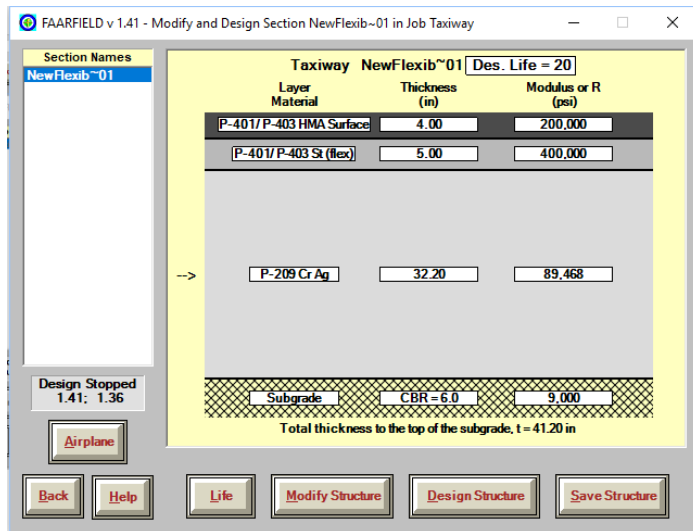 FAARFIELD v 1.41 - Modify and Design Section NewFlexib~01 in Job Taxiway
Section Names
NewFlexib~01
Taxiway NewFlexib~01 Des. Life = 20
Layer Material Thickness (in) Modulus or R (psi)
P-401/ P-403 HMA Surface 4.00 200,000
P-401/ P-403 St (flex) 5.00 400,000
--> P-209 Cr Ag 32.20 89,468
Subgrade CBR = 6.0 9,000
Total thickness to the top of the subgrade, t = 41.20 in
Design Stopped
1.41; 1.36
Airplane
Back Help Life Modify Structure Design Structure Save Structure